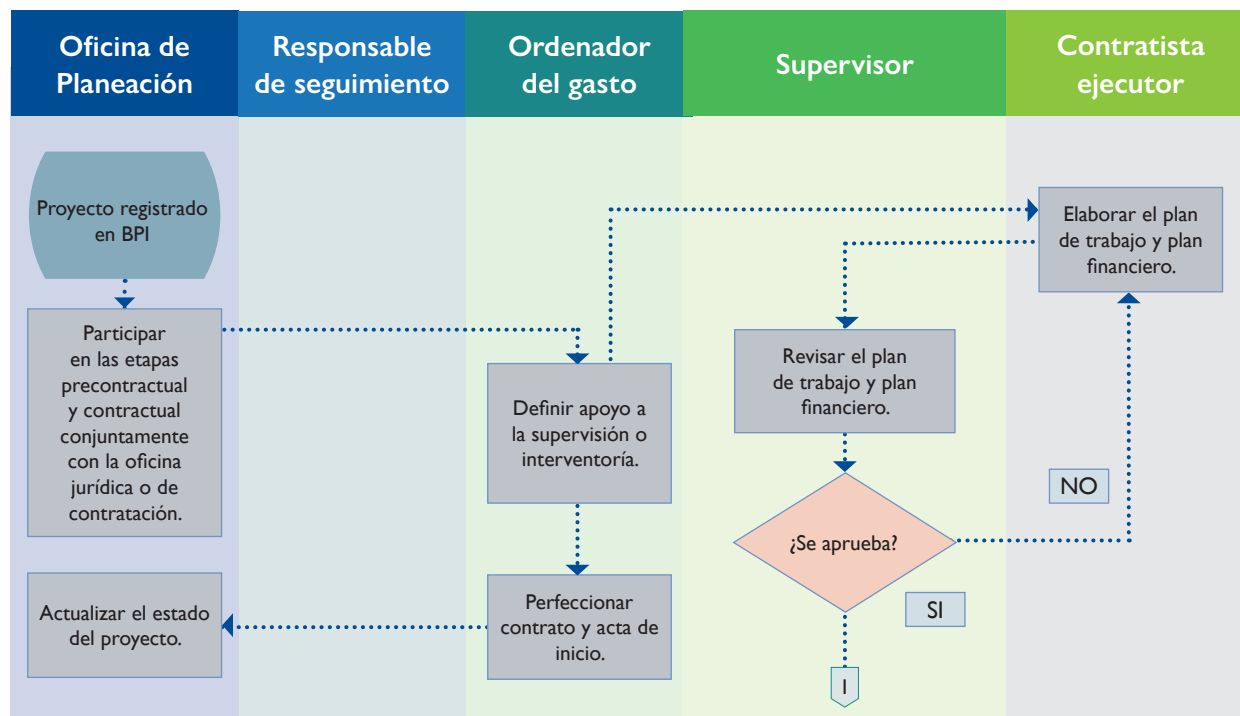 Oficina de
Planeación
Responsable
de seguimiento
Ordenador
del gasto
Supervisor
Contratista
ejecutor
Proyecto registrado
en BPI
Participar
en las etapas
precontractual
y contractual
conjuntamente
con la oficina
jurídica o de
contratación.
Actualizar el estado
del proyecto.
Definir apoyo a
la supervisión o
interventoría.
Perfeccionar
contrato y acta de
inicio.
Revisar el plan
de trabajo y plan
financiero.
¿Se aprueba?
SI
I
Elaborar el plan
de trabajo y plan
financiero.
NO